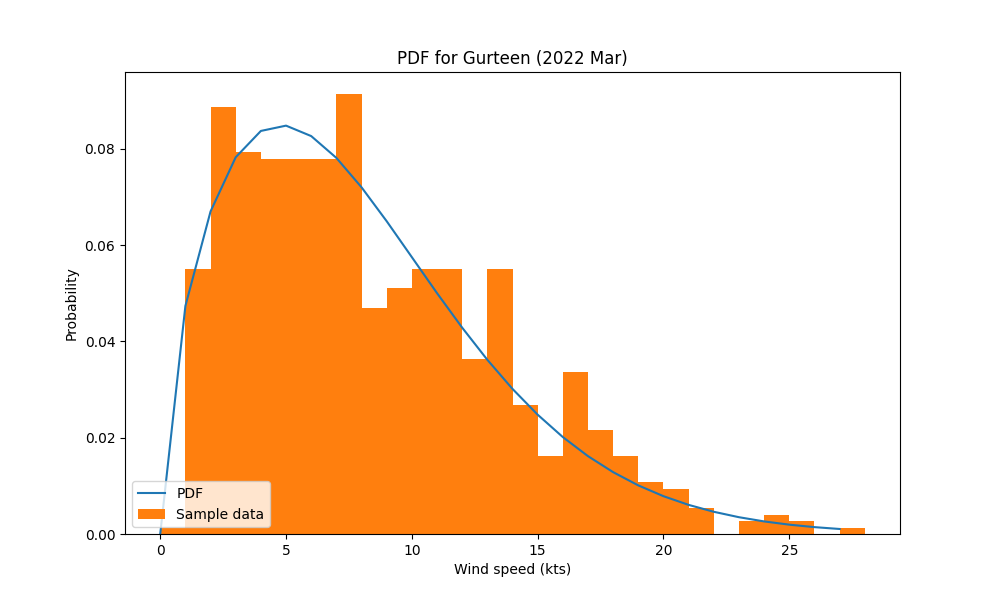 PDF for Gurteen (2022 Mar)
0.08
0.06
0.04
0.02
0.00
Probability
PDF
Sample data
0 5 10 15 20 25
Wind speed (kts)